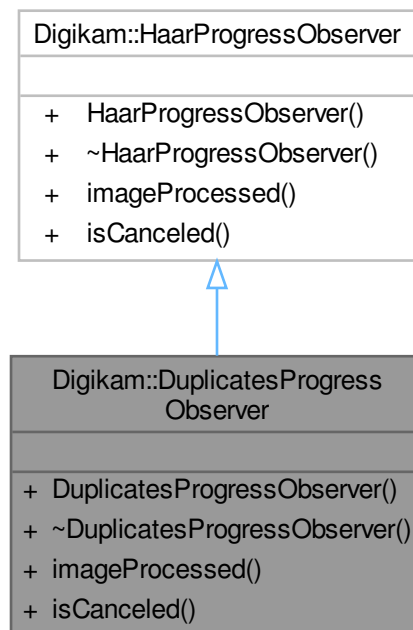 Digikam::HaarProgressObserver
+ HaarProgressObserver()
+ ~HaarProgressObserver()
+ imageProcessed()
+ isCanceled()
Digikam::DuplicatesProgress
Observer
+ DuplicatesProgressObserver()
+ ~DuplicatesProgressObserver()
+ imageProcessed()
+ isCanceled()